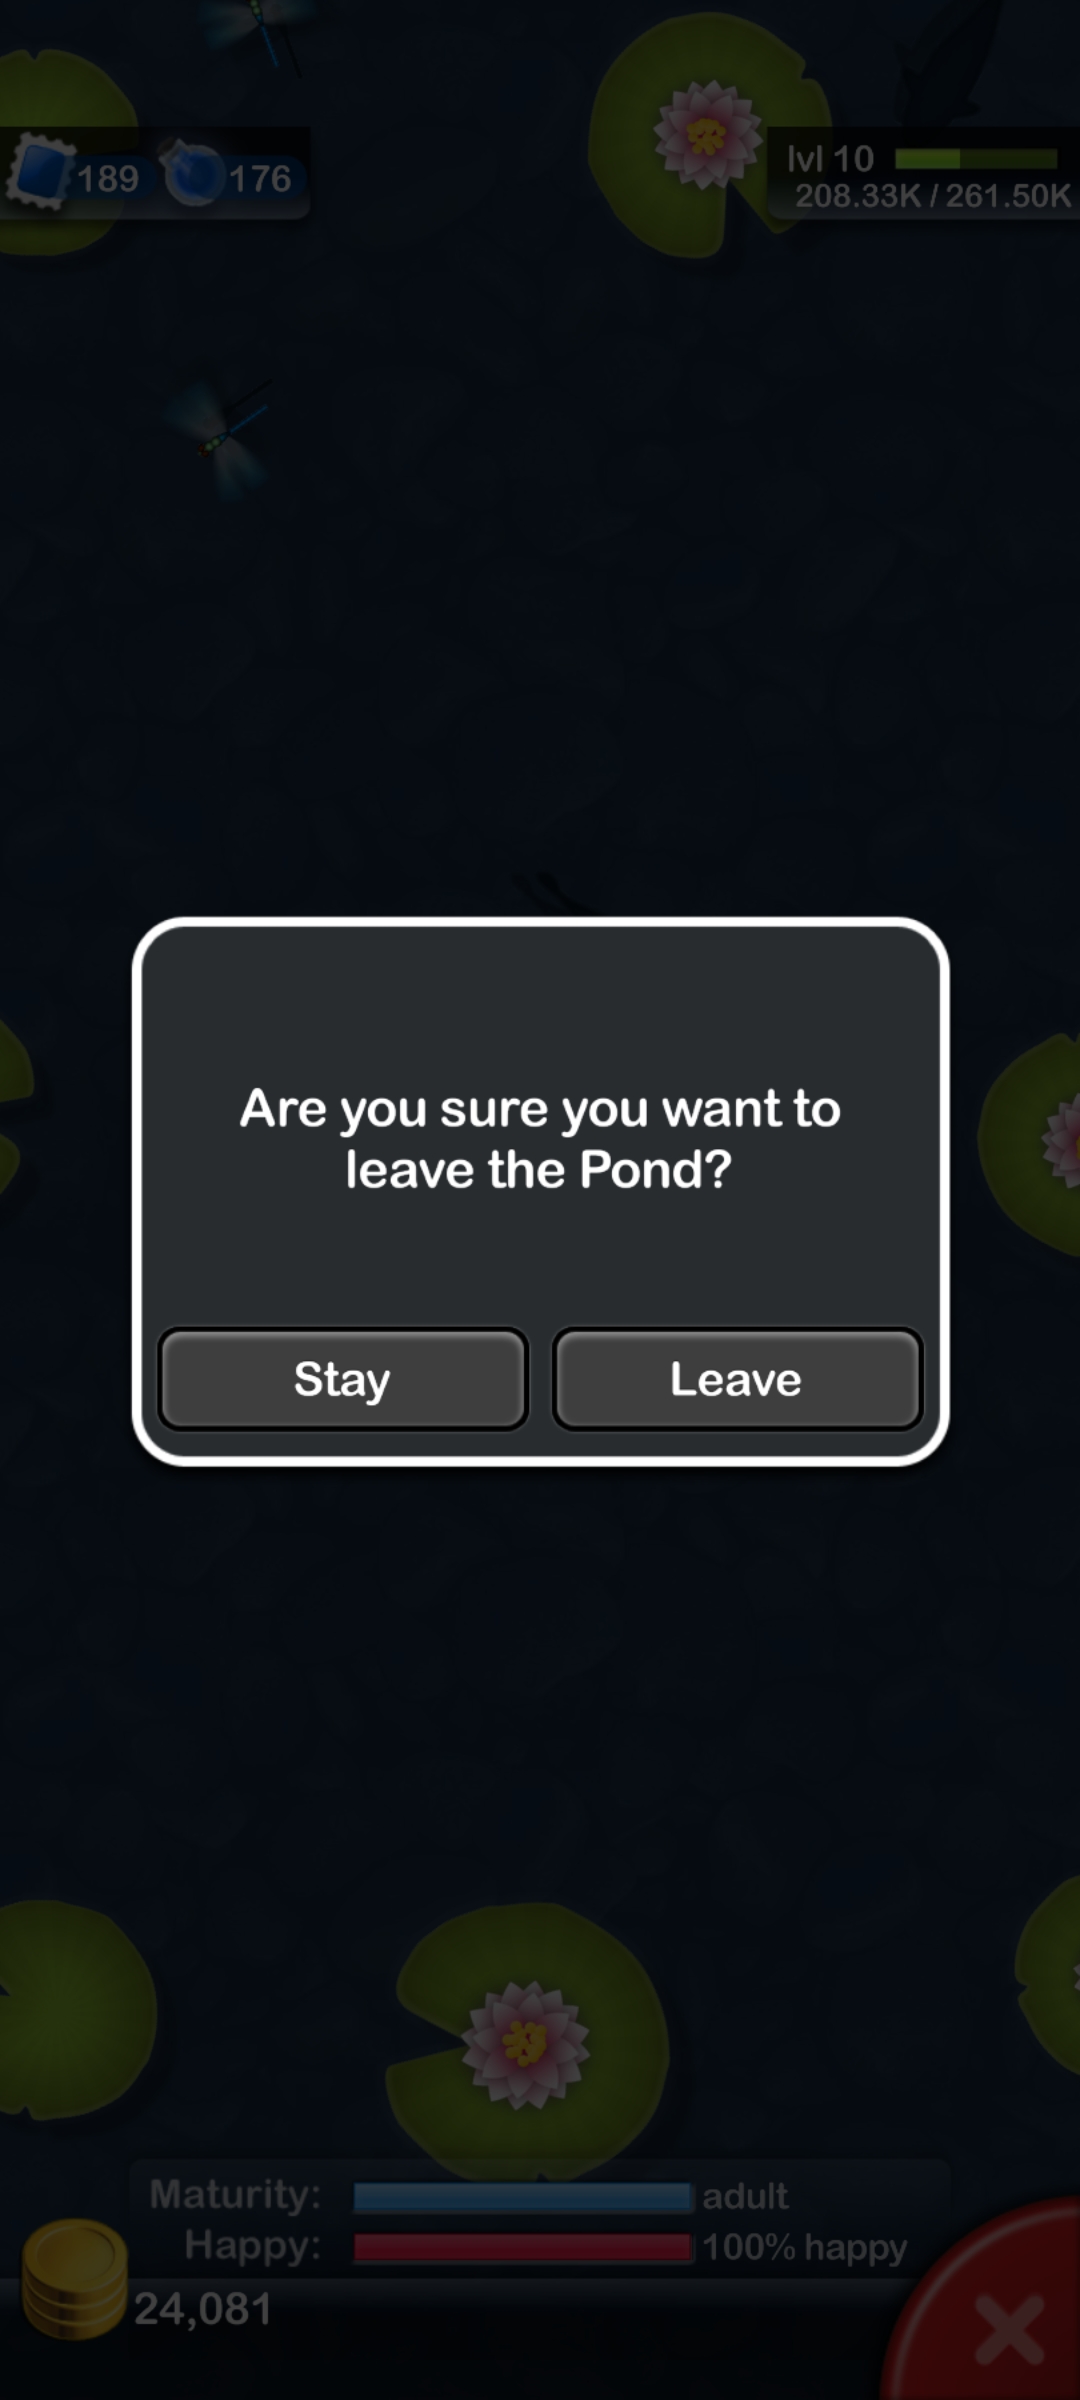 189 176
lvl 10
208.33K / 261.50K
Are you sure you want to
leave the Pond?
Stay Leave
Maturity: adult
Happy: 100% happy
24,081